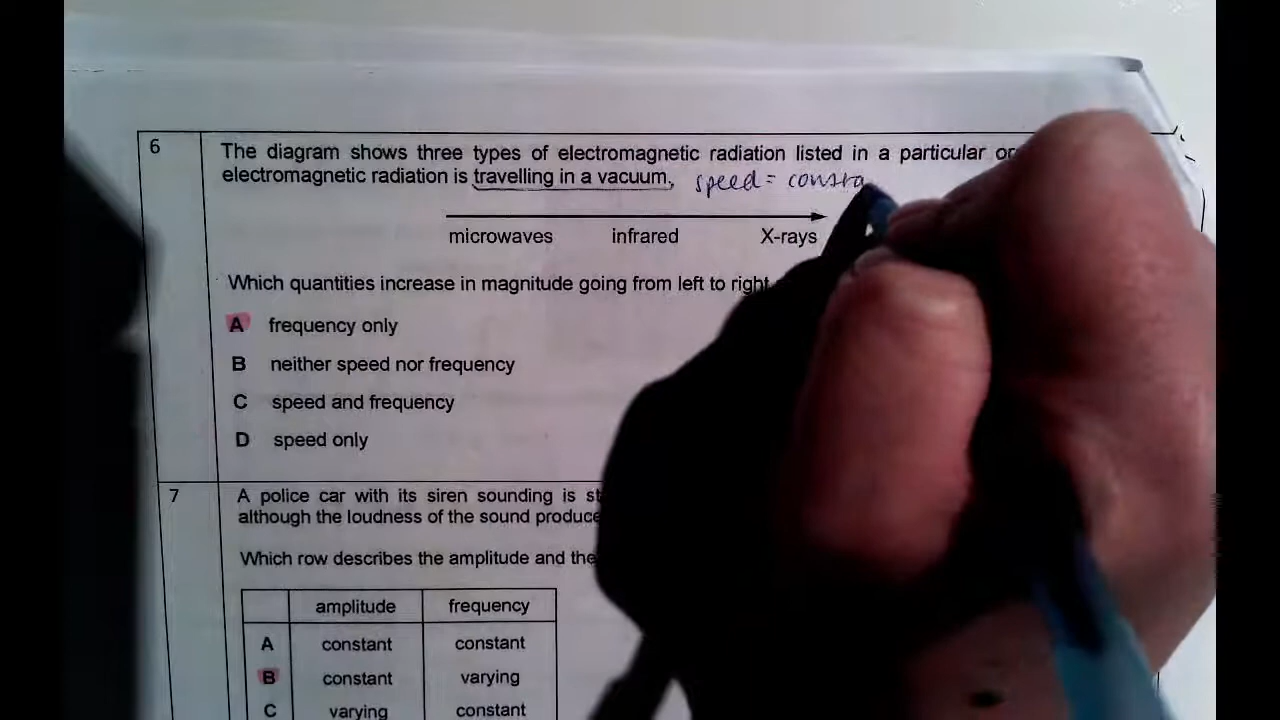 6
The diagram shows three types of electromagnetic radiation listed in a particular
electromagnetic radiation is travelling in a vacuum. speed =
microwaves infrared X-rays
Which quantities increase in magnitude going from left to right
A frequency only
B neither speed nor frequency
C speed and frequency
D speed only
7
A police car with its siren sounding is
although the loudness of the sound
Which row describes the amplitude and the
amplitude frequency
A constant constant
B constant varying
C varying constant